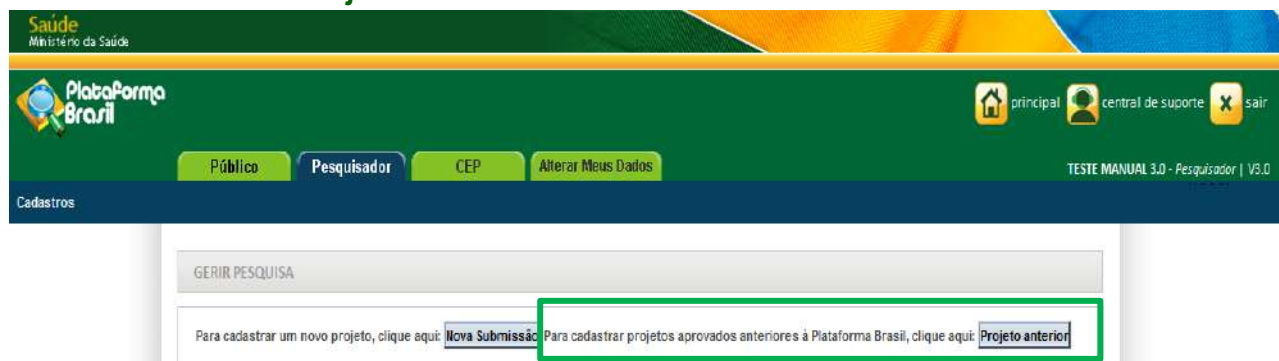 Saúde
Ministério da Saúde
Plataforma
Brasil
principal central de suporte x sair
Público Pesquisador CEP Alterar Meus Dados
TESTE MANUAL 3.0 - Pesquisador | V3.0
Cadastros
GERIR PESQUISA
Para cadastrar um novo projeto, clique aqui: Nova Submissão Para cadastrar projetos aprovados anteriores à Plataforma Brasil, clique aqui: Projeto anterior